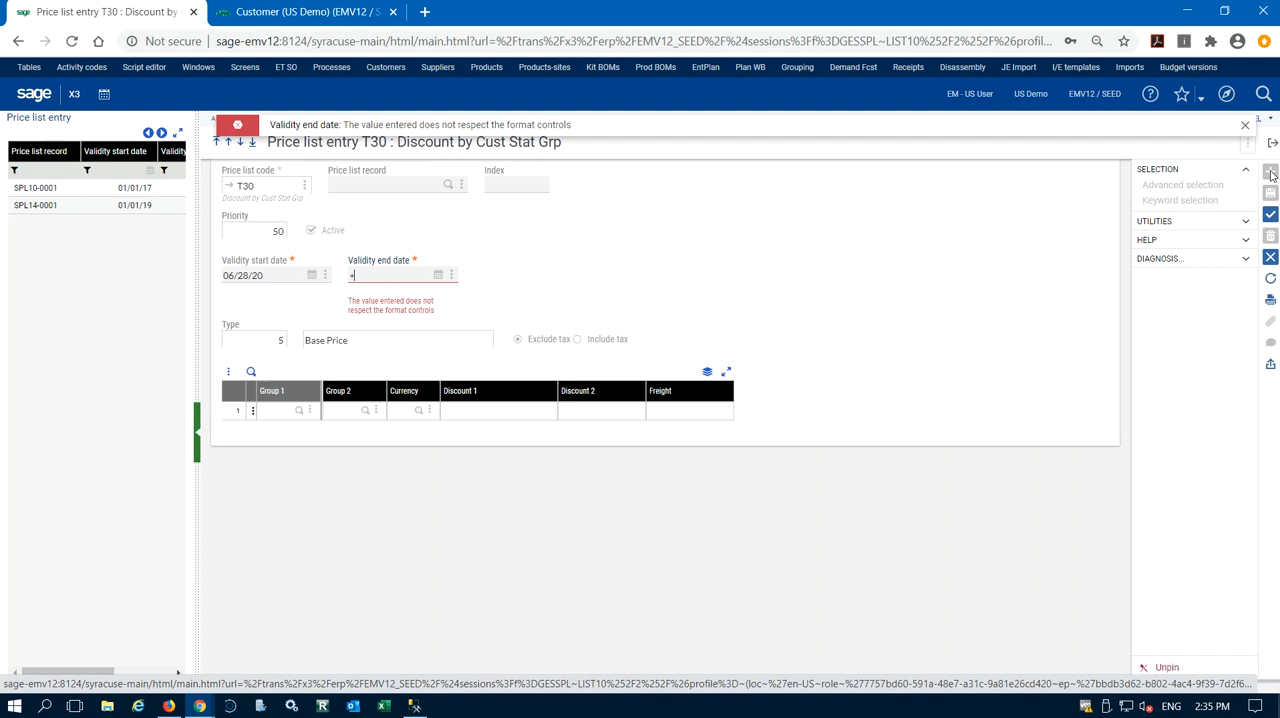 Price list entry T30 : Discount by
Customer (US Demo) (EMV12 / S
Not secure
sage-emv12:8124/syracuse-main/html/main.html?url=%2Ftrans%2Fx3%2Ferp%2FEMV12_SEED%2F%24sessions%3Ff%3DGESSPL~LIST10%252F2%252F%26profil...
Tables
Activity codes
Script editor
Windows
Screens
ET SO
Processes
Customers
Suppliers
Products
Products-sites
Kit BOMs
Prod BOMs
EntPlan
Plan WB
Grouping
Demand Fcst
Receipts
Disassembly
JE Import
I/E templates
Imports
Budget versions
sage
X3
EM - US User
US Demo
EMV12 / SEED
Price list entry
Validity end date: The value entered does not respect the format controls
Price list entry T30 : Discount by Cust Stat Grp
Price list record
Validity start date
Validity
SPL10-0001
01/01/17
SPL14-0001
01/01/19
Price list code *
Price list record
Index
T30
Discount by Cust Stat Grp
Priority
50
Active
Validity start date *
Validity end date *
06/28/20
+
The value entered does not
respect the format controls
Type
5
Base Price
Exclude tax
Include tax
Group 1
Group 2
Currency
Discount 1
Discount 2
Freight
1
SELECTION
Advanced selection
Keyword selection
UTILITIES
HELP
DIAGNOSIS...
Unpin
sage-emv12:8124/syracuse-main/html/main.html?url=%2Ftrans%2Fx3%2Ferp%2FEMV12_SEED%2F%24sessions%3Ff%3DGESSPL~LIST10%252F2%252F%26profile%3D~(loc~%27en-US~role~%277757bd60-591a-48e7-a31c-9a81e26cd420~ep~%27bbdb3d62-b802-4ac4-9f39-7d2f6...
ENG
2:35 PM